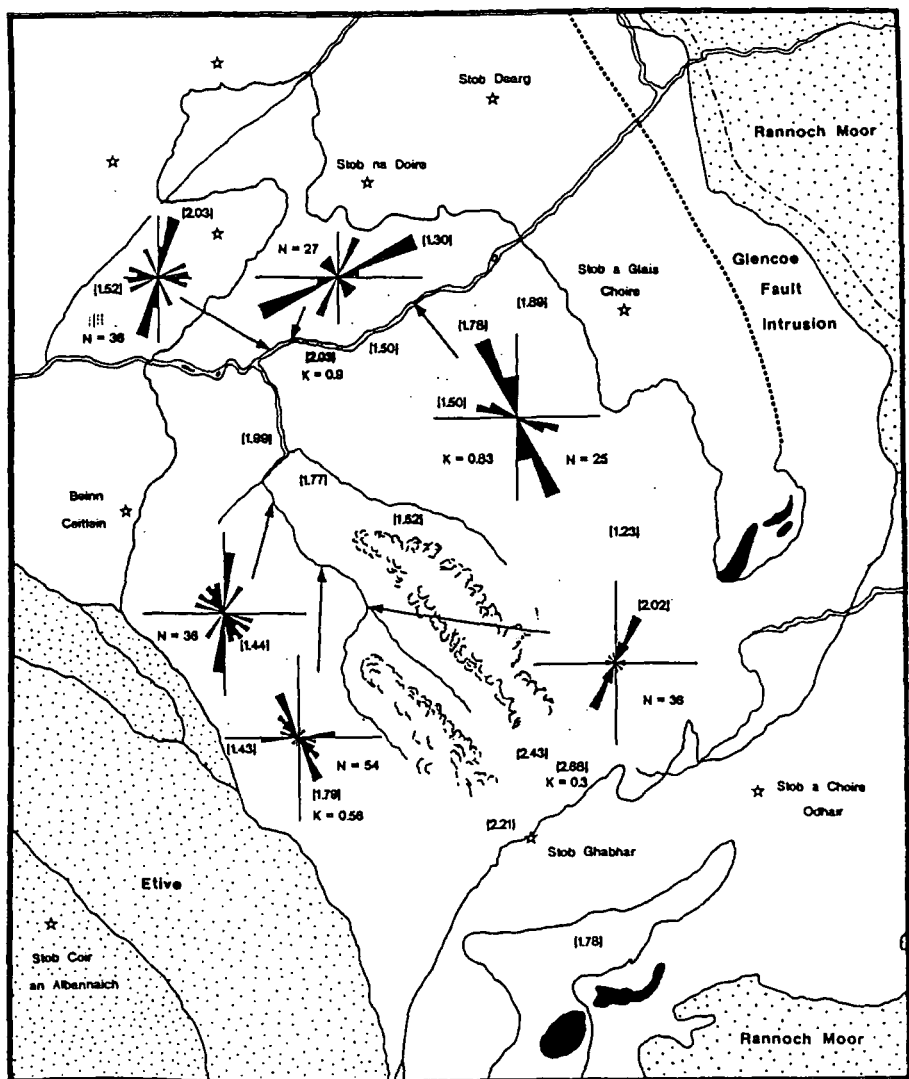 Stob Dearg
Rannoch Moor
Stob na Doire
[2.03]
N = 27
[1.30]
Glencoe
Fault
Intrusion
Stob a Glais
Choire
[1.52]
N = 36
[1.89]
[1.78]
[1.50]
[2.03]
K = 0.9
[1.50]
[1.99]
K = 0.83
N = 25
[1.77]
Beinn
Ceitlein
[1.52]
[1.23]
[2.02]
N = 36
[1.44]
N = 36
[1.43]
N = 54
[1.79]
K = 0.56
[2.43]
K = 0.3
Stob a Choire
Odhair
[2.21]
Stob Ghabhar
Etive
[1.78]
Stob Coir
an Albannaich
Rannoch Moor